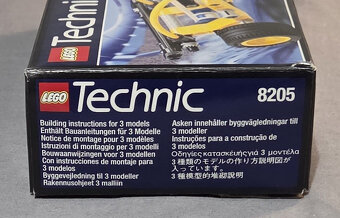 LEGO Technic
LEGO Technic 8205
Building instructions for 3 models
Enthält Bauanleitungen für 3 Modelle
Notice de montage pour 3 modèles
Istruzioni di montaggio per 3 modelli
Bouwaanwijzingen voor 3 modellen
Con instrucciones de montaje para
3 modelos
Byggevejledning til 3 modeller
Rakennusohjeet 3 malliin
Asken innehåller byggvägledningar till
3 modeller
Instruções para a construção de
3 modelos
Οδηγίες κατασκευής γιά 3 μοντέλα
3種類のモデルの作り方説明図が
入っています。
3 種模型的堆砌說明